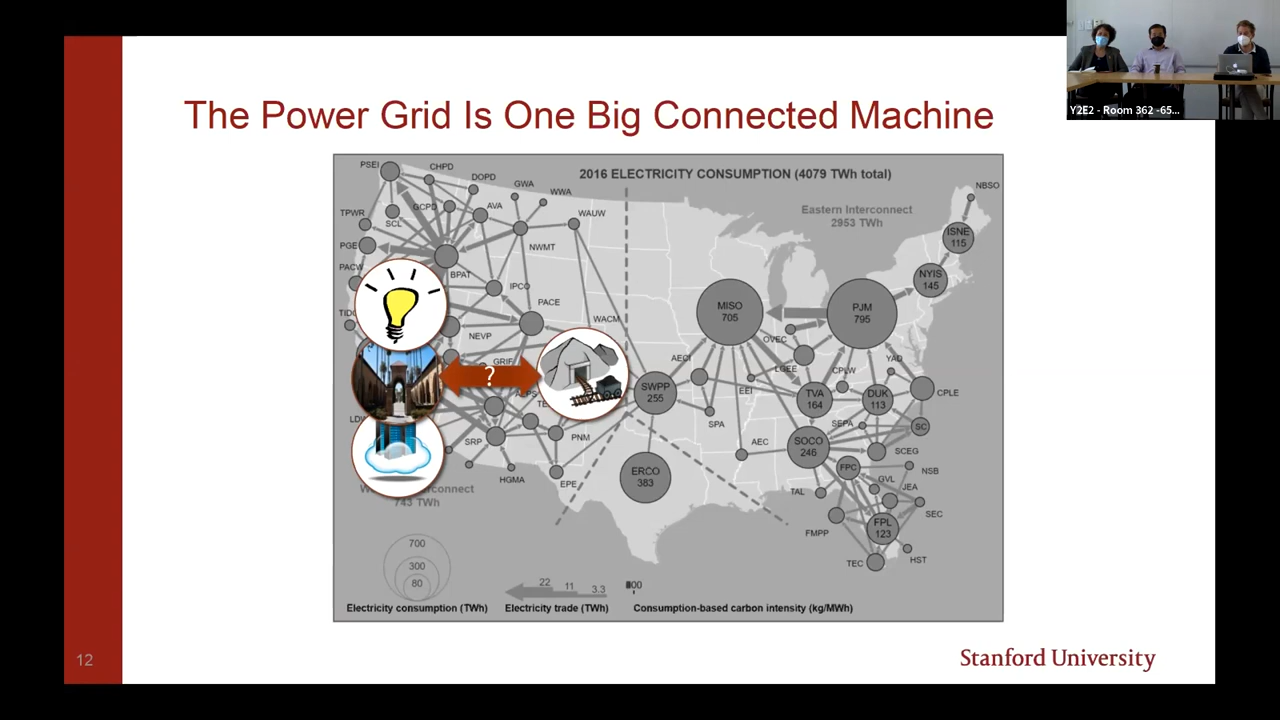 Y2E2 - Room 362 -65...
The Power Grid Is One Big Connected Machine
2016 ELECTRICITY CONSUMPTION (4079 TWh total)
Eastern Interconnect
2953 TWh
PSEI
CHPD
DOPD
GWA
WWA
TPWR
SCL
GCPD
AVA
WAUW
PGE
NWMT
PACW
BPAT
IPCO
PACE
NEVP
WACM
GRIF
?
SRP
PNM
HGMA
EPE
743 TWh
NBSO
ISNE
115
NYIS
145
MISO
705
PJM
795
OVEC
AECI
LGEE
CPLW
YAD
EEI
SWPP
255
TVA
164
DUK
113
CPLE
SPA
SEPA
SC
AEC
SOCO
246
SCEG
FPC
NSB
ERCO
383
GVL
JEA
TAL
SEC
FMPP
FPL
123
TEC
HST
700
300
80
22
11
3.3
Electricity consumption (TWh)
Electricity trade (TWh)
Consumption-based carbon intensity (kg/MWh)
12
Stanford University